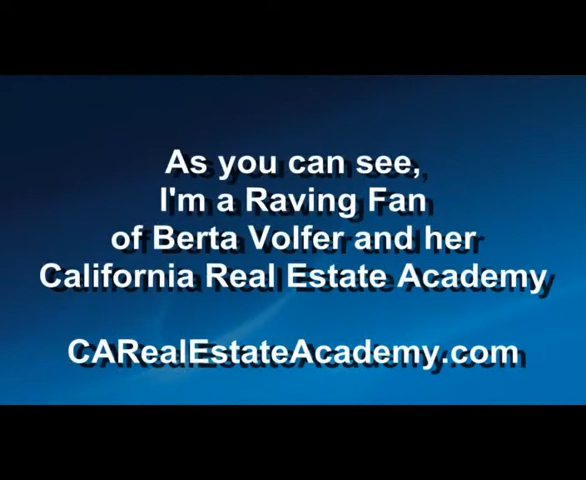 As you can see,
I'm a Raving Fan
of Berta Volfer and her
California Real Estate Academy
CARealEstateAcademy.com